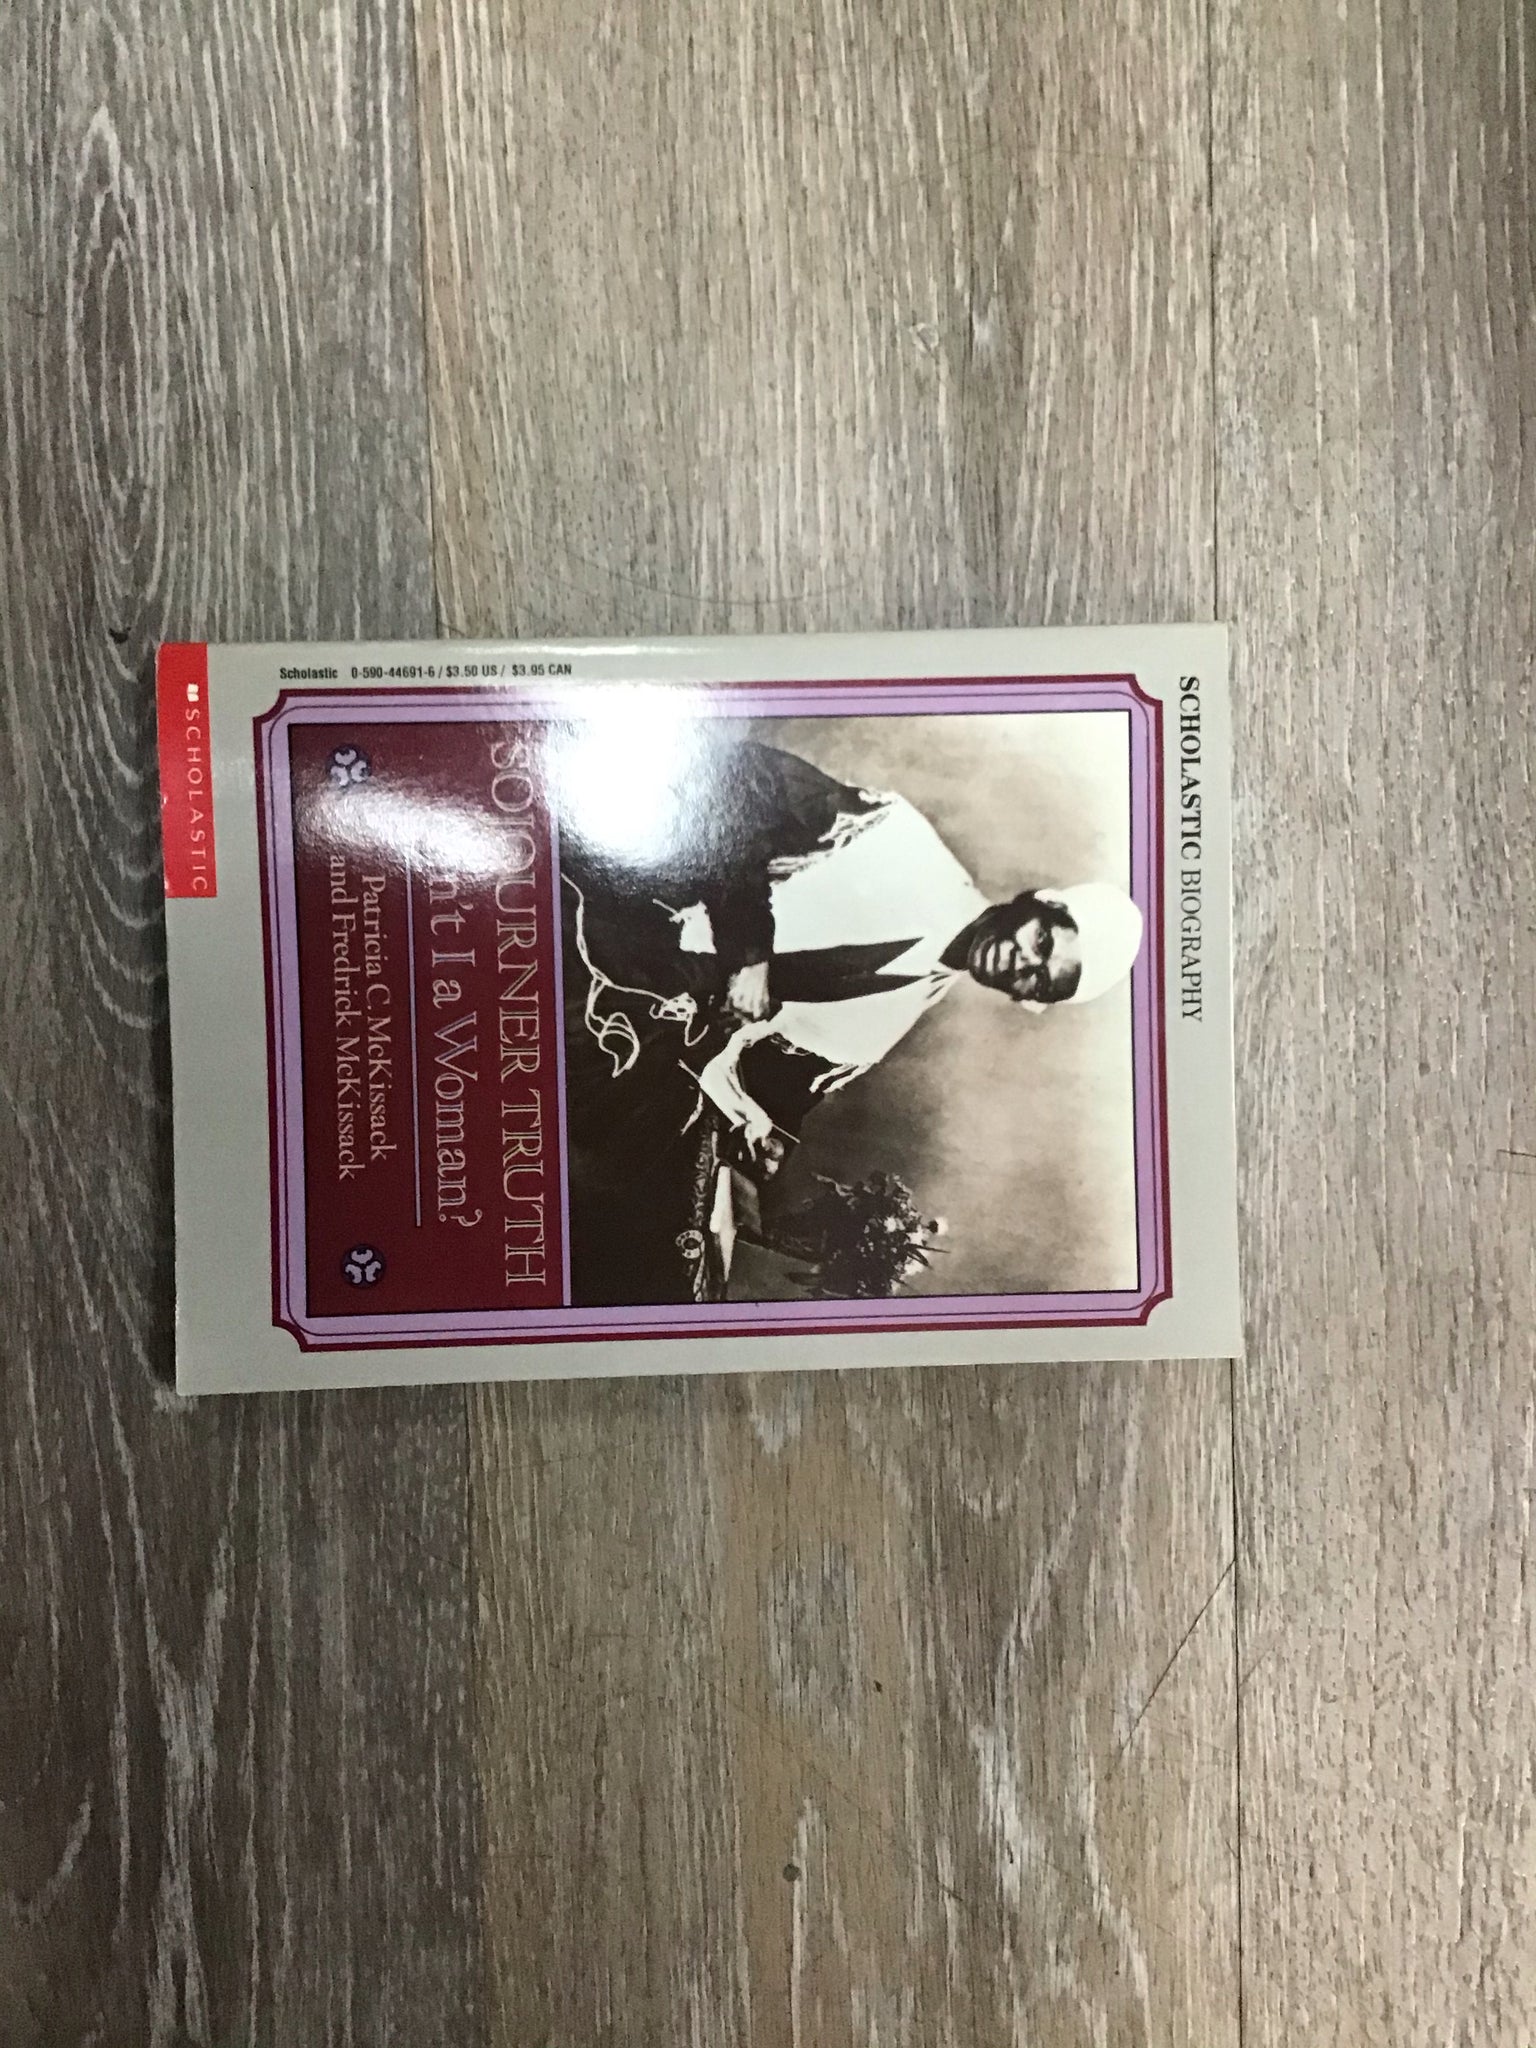 SCHOLASTIC BIOGRAPHY
SOJOURNER TRUTH
I a Woman?
Patricia C. McKissack
and Fredrick McKissack
Scholastic 0-590-44691-6 / $3.50 US / $3.95 CAN
SCHOLASTIC